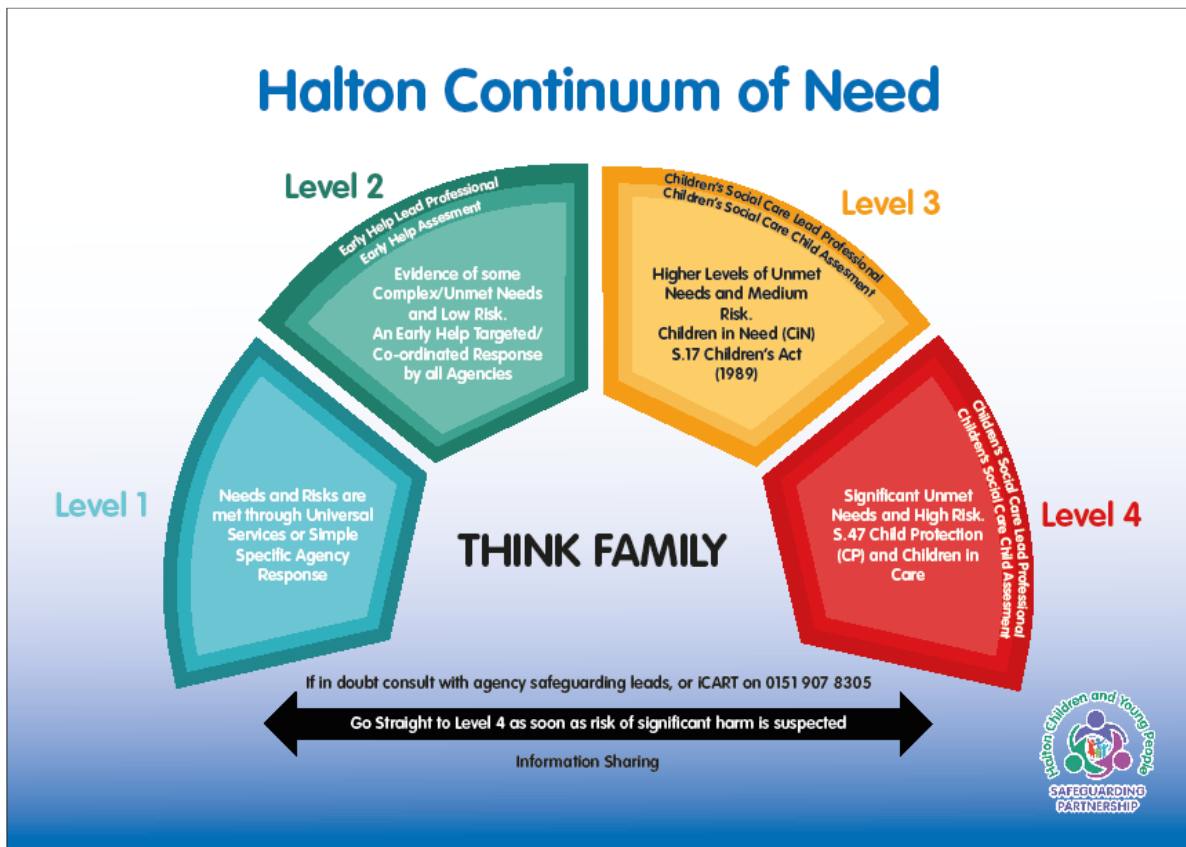 Halton Continuum of Need
Level 1
Needs and Risks are
met through Universal
Services or Simple
Specific Agency
Response
Level 2
Early Help Lead Professional
Early Help Assesment
Evidence of some
Complex/Unmet Needs
and Low Risk.
An Early Help Targeted/
Co-ordinated Response
by all Agencies
Level 3
Children's Social Care Lead Professional
Children's Social Care Child Assesment
Higher Levels of Unmet
Needs and Medium
Risk.
Children in Need (CiN)
S.17 Children's Act
(1989)
Level 4
Children's Social Care Lead Professional
Children's Social Care Child Assesment
Significant Unmet
Needs and High Risk.
S.47 Child Protection
(CP) and Children in
Care
THINK FAMILY
If in doubt consult with agency safeguarding leads, or iCART on 0151 907 8305
Go Straight to Level 4 as soon as risk of significant harm is suspected
Information Sharing
Halton Children and Young People
SAFEGUARDING
PARTNERSHIP